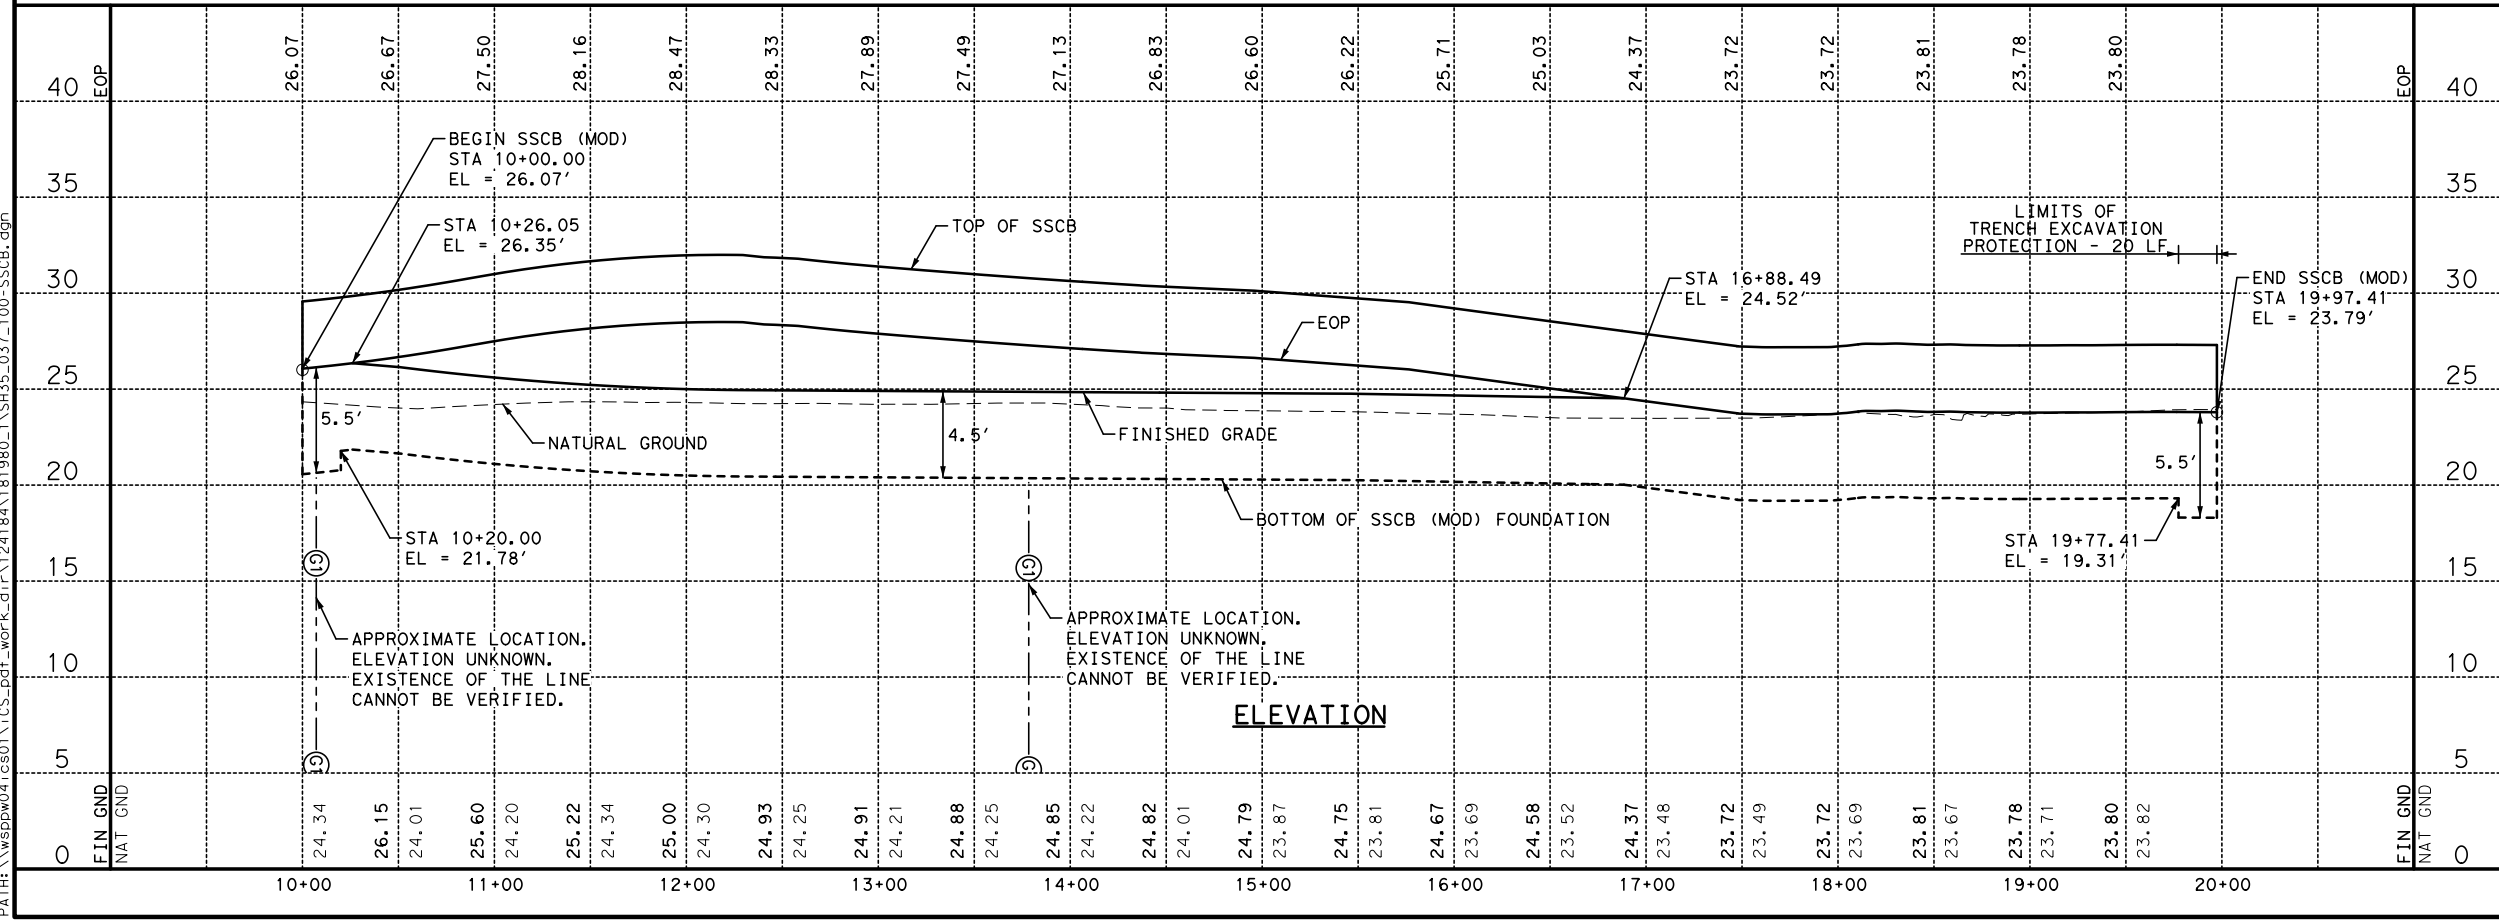 26.07
26.67
27.50
28.16
28.47
28.33
27.89
27.49
27.13
26.83
26.60
26.22
25.71
25.03
24.37
23.72
23.72
23.81
23.78
23.80
EOP
EOP
40
40
35
35
30
30
25
25
20
20
15
15
10
10
5
5
0
0
BEGIN SSCB (MOD)
STA 10+00.00
EL = 26.07'
STA 10+26.05
EL = 26.35'
TOP OF SSCB
EOP
STA 16+88.49
EL = 24.52'
LIMITS OF
TRENCH EXCAVATION
PROTECTION - 20 LF
END SSCB (MOD)
STA 19+97.41
EL = 23.79'
5.5'
NATURAL GROUND
4.5'
FINISHED GRADE
5.5'
STA 10+20.00
EL = 21.78'
BOTTOM OF SSCB (MOD) FOUNDATION
STA 19+77.41
EL = 19.31'
G1
G1
APPROXIMATE LOCATION.
ELEVATION UNKNOWN.
EXISTENCE OF THE LINE
CANNOT BE VERIFIED.
APPROXIMATE LOCATION.
ELEVATION UNKNOWN.
EXISTENCE OF THE LINE
CANNOT BE VERIFIED.
G1
G
ELEVATION
FIN GND
NAT GND
24.34
26.15
24.01
25.60
24.20
25.22
24.34
25.00
24.30
24.93
24.25
24.91
24.21
24.88
24.25
24.85
24.22
24.82
24.01
24.79
23.87
24.75
23.81
24.67
23.69
24.58
23.52
24.37
23.48
23.72
23.49
23.72
23.69
23.81
23.67
23.78
23.71
23.80
23.82
FIN GND
NAT GND
10+00
11+00
12+00
13+00
14+00
15+00
16+00
17+00
18+00
19+00
20+00